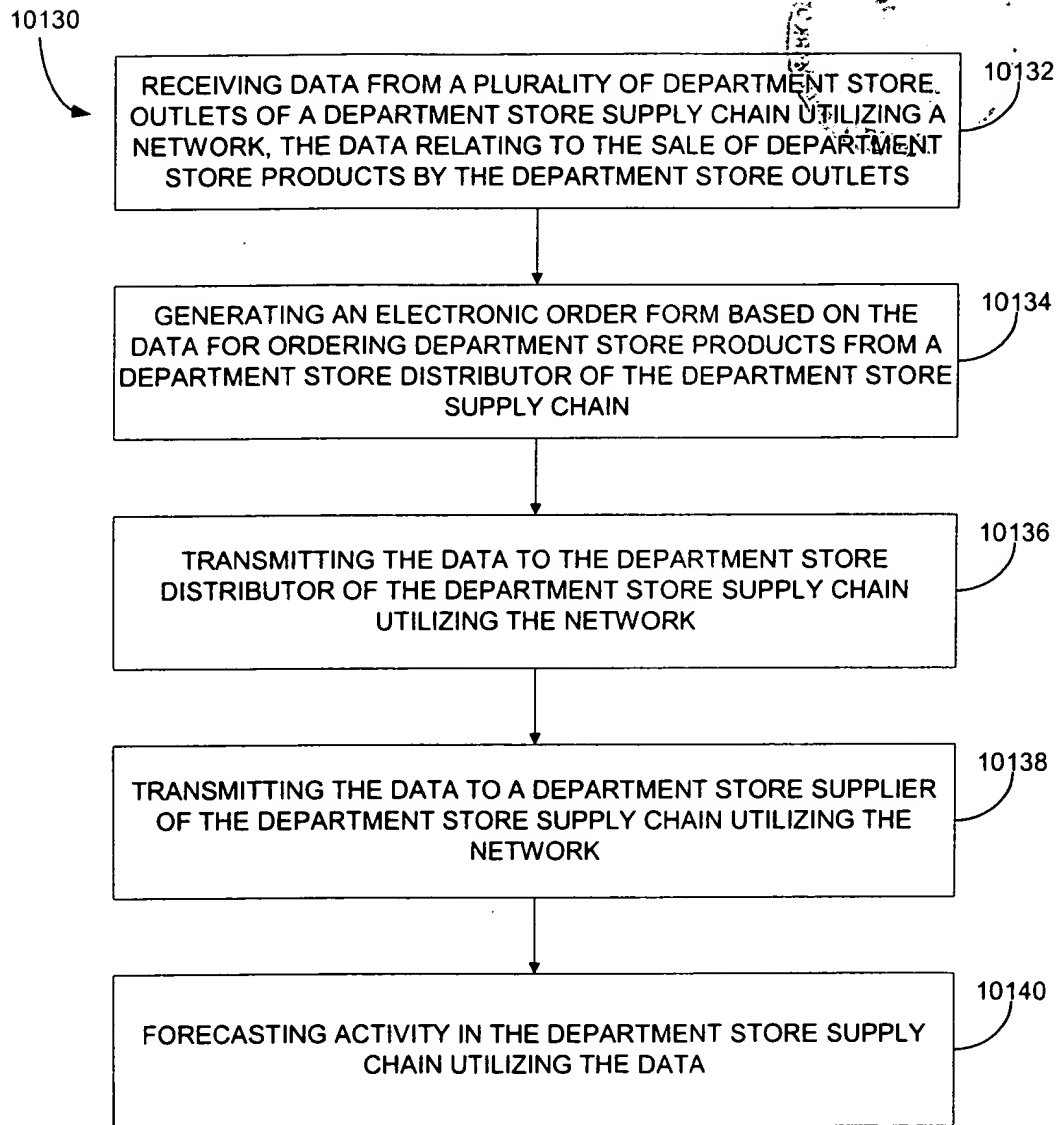 10130
RECEIVING DATA FROM A PLURALITY OF DEPARTMENT STORE
OUTLETS OF A DEPARTMENT STORE SUPPLY CHAIN UTILIZING A
NETWORK, THE DATA RELATING TO THE SALE OF DEPARTMENT
STORE PRODUCTS BY THE DEPARTMENT STORE OUTLETS
10132
GENERATING AN ELECTRONIC ORDER FORM BASED ON THE
DATA FOR ORDERING DEPARTMENT STORE PRODUCTS FROM A
DEPARTMENT STORE DISTRIBUTOR OF THE DEPARTMENT STORE
SUPPLY CHAIN
10134
TRANSMITTING THE DATA TO THE DEPARTMENT STORE
DISTRIBUTOR OF THE DEPARTMENT STORE SUPPLY CHAIN
UTILIZING THE NETWORK
10136
TRANSMITTING THE DATA TO A DEPARTMENT STORE SUPPLIER
OF THE DEPARTMENT STORE SUPPLY CHAIN UTILIZING THE
NETWORK
10138
FORECASTING ACTIVITY IN THE DEPARTMENT STORE SUPPLY
CHAIN UTILIZING THE DATA
10140